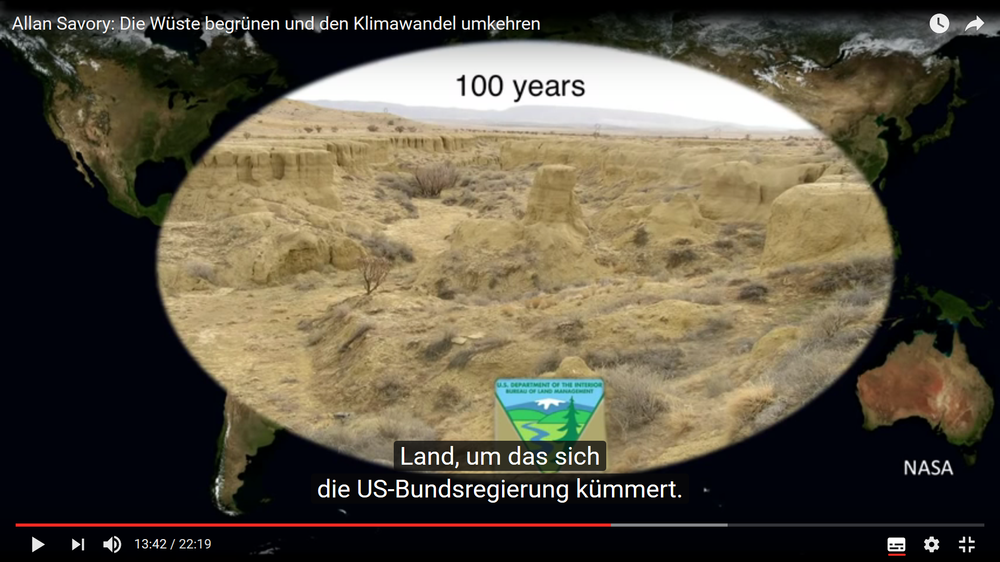 Allan Savory: Die Wüste begrünen und den Klimawandel umkehren
100 years
U.S. DEPARTMENT OF THE INTERIOR
BUREAU OF LAND MANAGEMENT
Land, um das sich
NASA
die US-Bundsregierung kümmert.
13:42 / 22:19